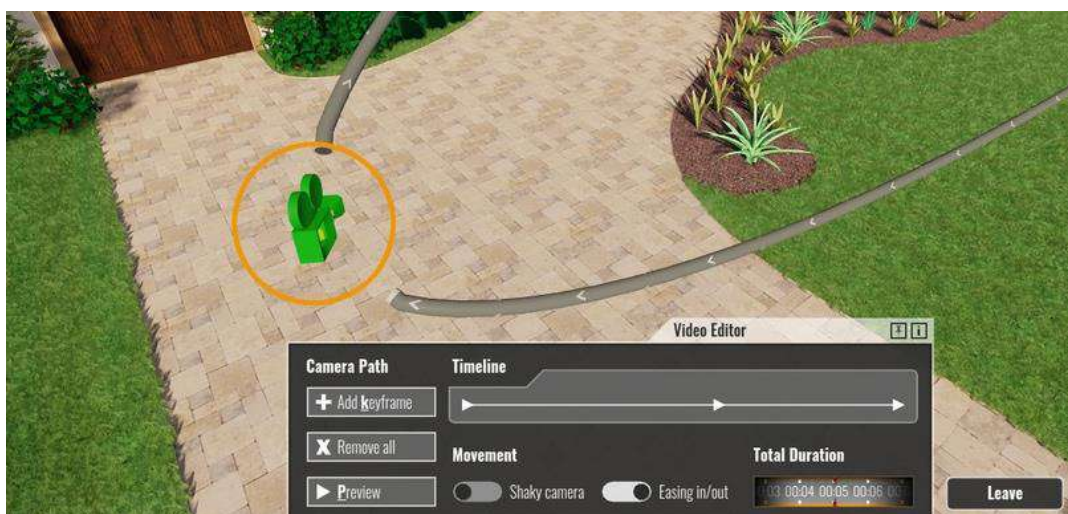 Video Editor
Camera Path
Timeline
Add keyframe
Remove all
Movement
Total Duration
Preview
Shaky camera
Easing in/out
00:04 00:05 00:06
Leave